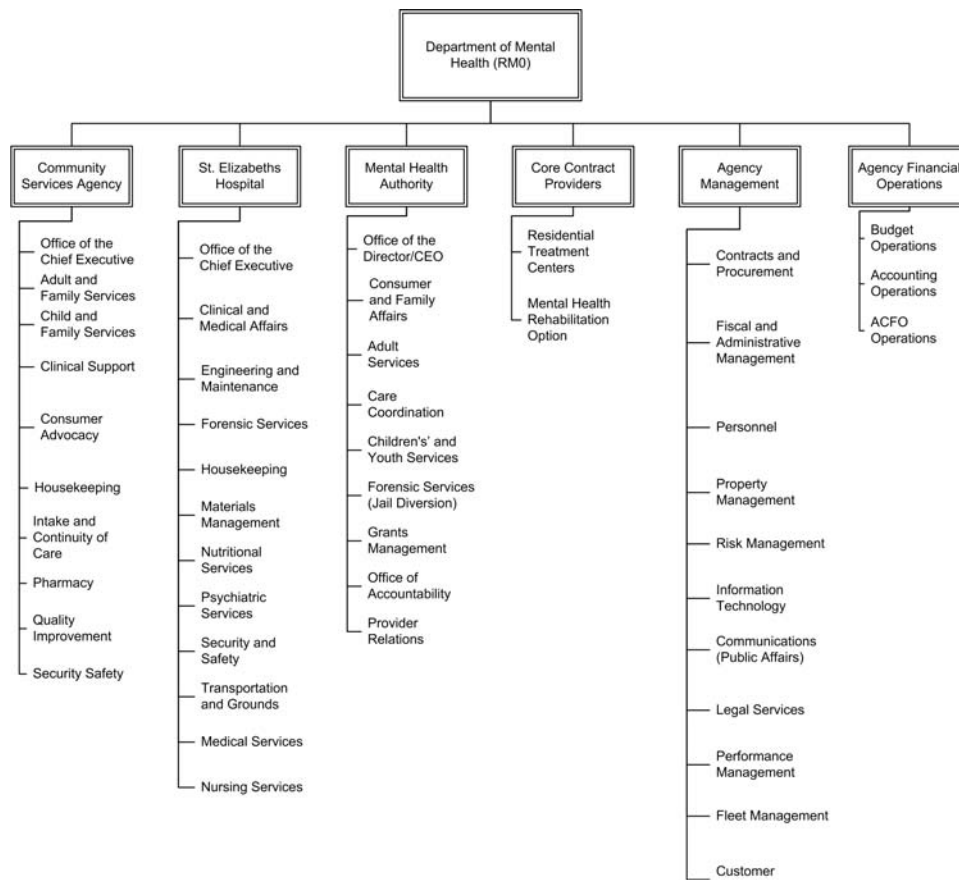 Department of Mental
Health (RM0)
Community
Services Agency
Office of the
Chief Executive
Adult and
Family Services
Child and
Family Services
Clinical Support
Consumer
Advocacy
Housekeeping
Intake and
Continuity of
Care
Pharmacy
Quality
Improvement
Security Safety
St. Elizabeths
Hospital
Office of the
Chief Executive
Clinical and
Medical Affairs
Engineering and
Maintenance
Forensic Services
Housekeeping
Materials
Management
Nutritional
Services
Psychiatric
Services
Security and
Safety
Transportation
and Grounds
Medical Services
Nursing Services
Mental Health
Authority
Office of the
Director/CEO
Consumer
and Family
Affairs
Adult
Services
Care
Coordination
Children's' and
Youth Services
Forensic Services
(Jail Diversion)
Grants
Management
Office of
Accountability
Provider
Relations
Core Contract
Providers
Residential
Treatment
Centers
Mental Health
Rehabilitation
Option
Agency
Management
Contracts and
Procurement
Fiscal and
Administrative
Management
Personnel
Property
Management
Risk Management
Information
Technology
Communications
(Public Affairs)
Legal Services
Performance
Management
Fleet Management
Customer
Agency Financial
Operations
Budget
Operations
Accounting
Operations
ACFO
Operations